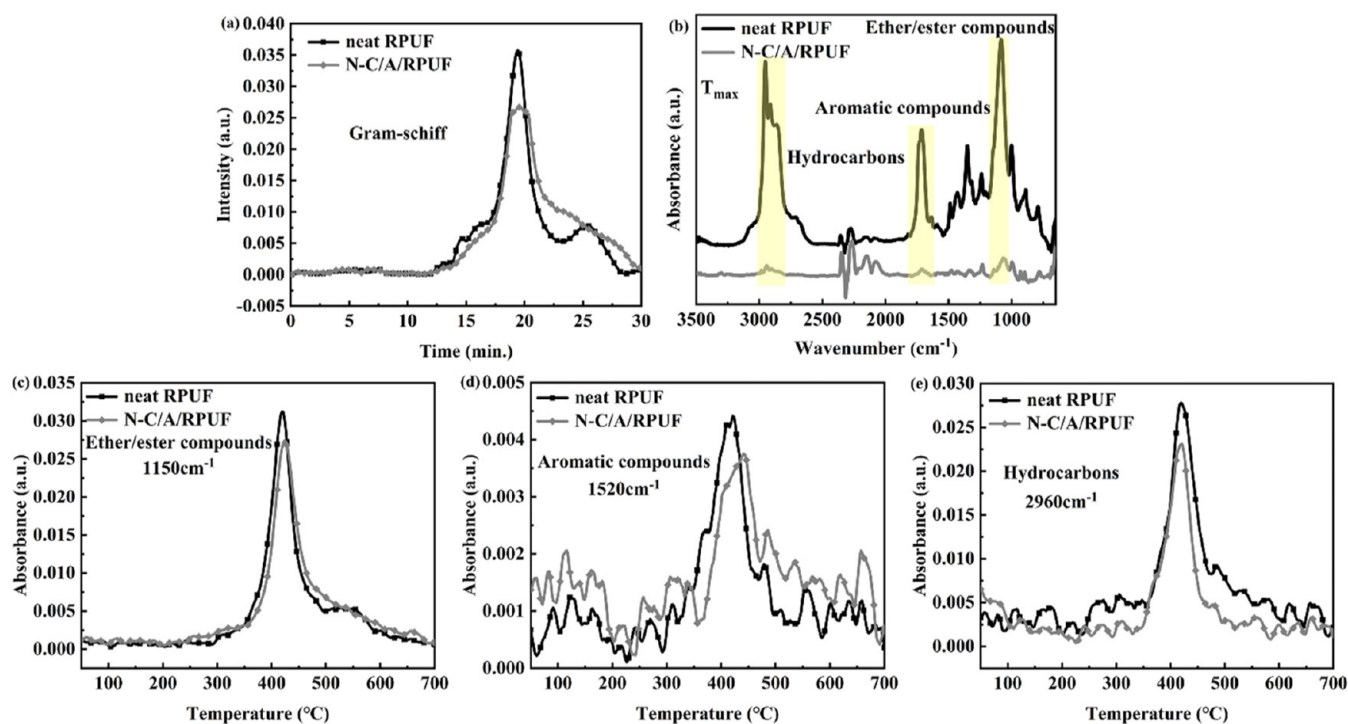 (a)
0.040
0.035
0.030
0.025
0.020
0.015
0.010
0.005
0.000
-0.005
Intensity (a.u.)
neat RPUF
N-C/A/RPUF
Gram-schiff
0 5 10 15 20 25 30
Time (min.)
(b)
neat RPUF
N-C/A/RPUF
Ether/ester compounds
Tmax
Aromatic compounds
Hydrocarbons
Absorbance (a.u.)
3500 3000 2500 2000 1500 1000
Wavenumber (cm-1)
(c)
0.035
0.030
0.025
0.020
0.015
0.010
0.005
0.000
Absorbance (a.u.)
neat RPUF
N-C/A/RPUF
Ether/ester compounds
1150cm-1
100 200 300 400 500 600 700
Temperature (°C)
(d)
0.005
0.004
0.003
0.002
0.001
0.000
Absorbance (a.u.)
neat RPUF
N-C/A/RPUF
Aromatic compounds
1520cm-1
100 200 300 400 500 600 700
Temperature (°C)
(e)
0.030
0.025
0.020
0.015
0.010
0.005
0.000
Absorbance (a.u.)
neat RPUF
N-C/A/RPUF
Hydrocarbons
2960cm-1
100 200 300 400 500 600 700
Temperature (°C)